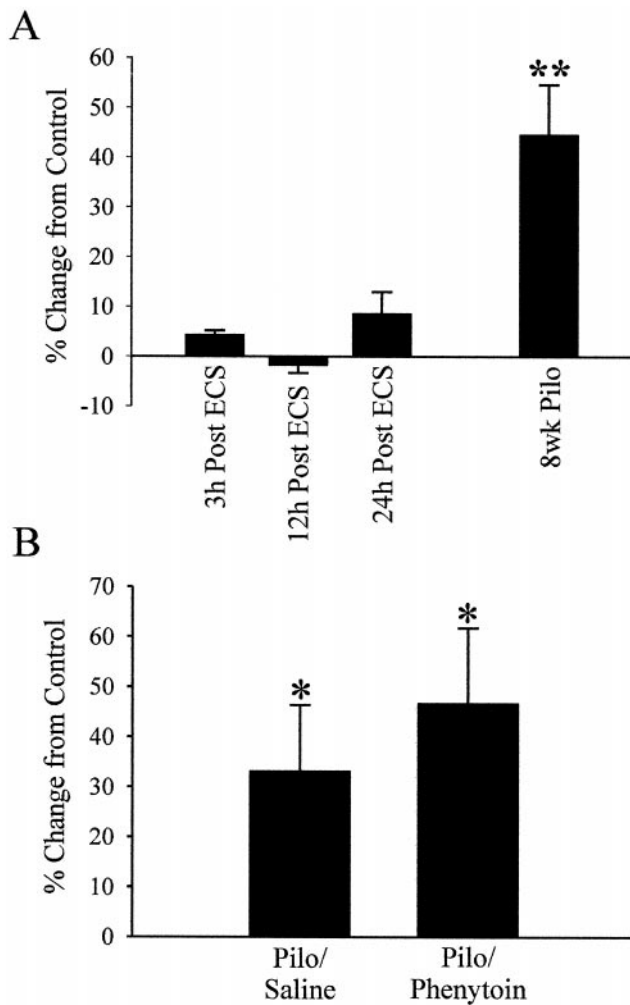 A
% Change from Control
60
50
40
30
20
10
0
-10
**
3h Post ECS
12h Post ECS
24h Post ECS
8wk Pilo
B
% Change from Control
70
60
50
40
30
20
10
0
*
*
Pilo/
Saline
Pilo/
Phenytoin